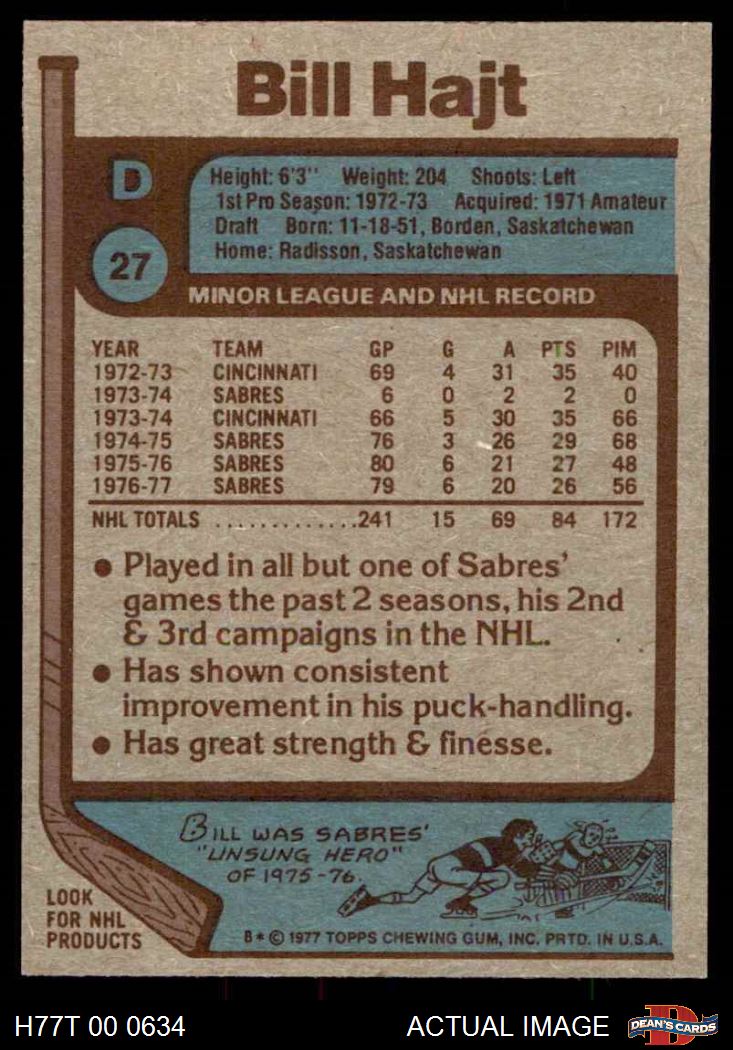 Bill Hajt
D
27
Height: 6'3'' Weight: 204 Shoots: Left
1st Pro Season: 1972-73 Acquired: 1971 Amateur
Draft Born: 11-18-51, Borden, Saskatchewan
Home: Radisson, Saskatchewan
MINOR LEAGUE AND NHL RECORD
YEAR TEAM GP G A PTS PIM
1972-73 CINCINNATI 69 4 31 35 40
1973-74 SABRES 6 0 2 2 0
1973-74 CINCINNATI 66 5 30 35 66
1974-75 SABRES 76 3 26 29 68
1975-76 SABRES 80 6 21 27 48
1976-77 SABRES 79 6 20 26 56
NHL TOTALS .............241 15 69 84 172
● Played in all but one of Sabres'
games the past 2 seasons, his 2nd
& 3rd campaigns in the NHL.
● Has shown consistent
improvement in his puck-handling.
● Has great strength & finesse.
BILL WAS SABRES'
"UNSUNG HERO"
OF 1975-76.
LOOK
FOR NHL
PRODUCTS
B * © 1977 TOPPS CHEWING GUM, INC. PRTD. IN U.S.A.
H77T 00 0634 ACTUAL IMAGE
D
DEAN'S CARDS